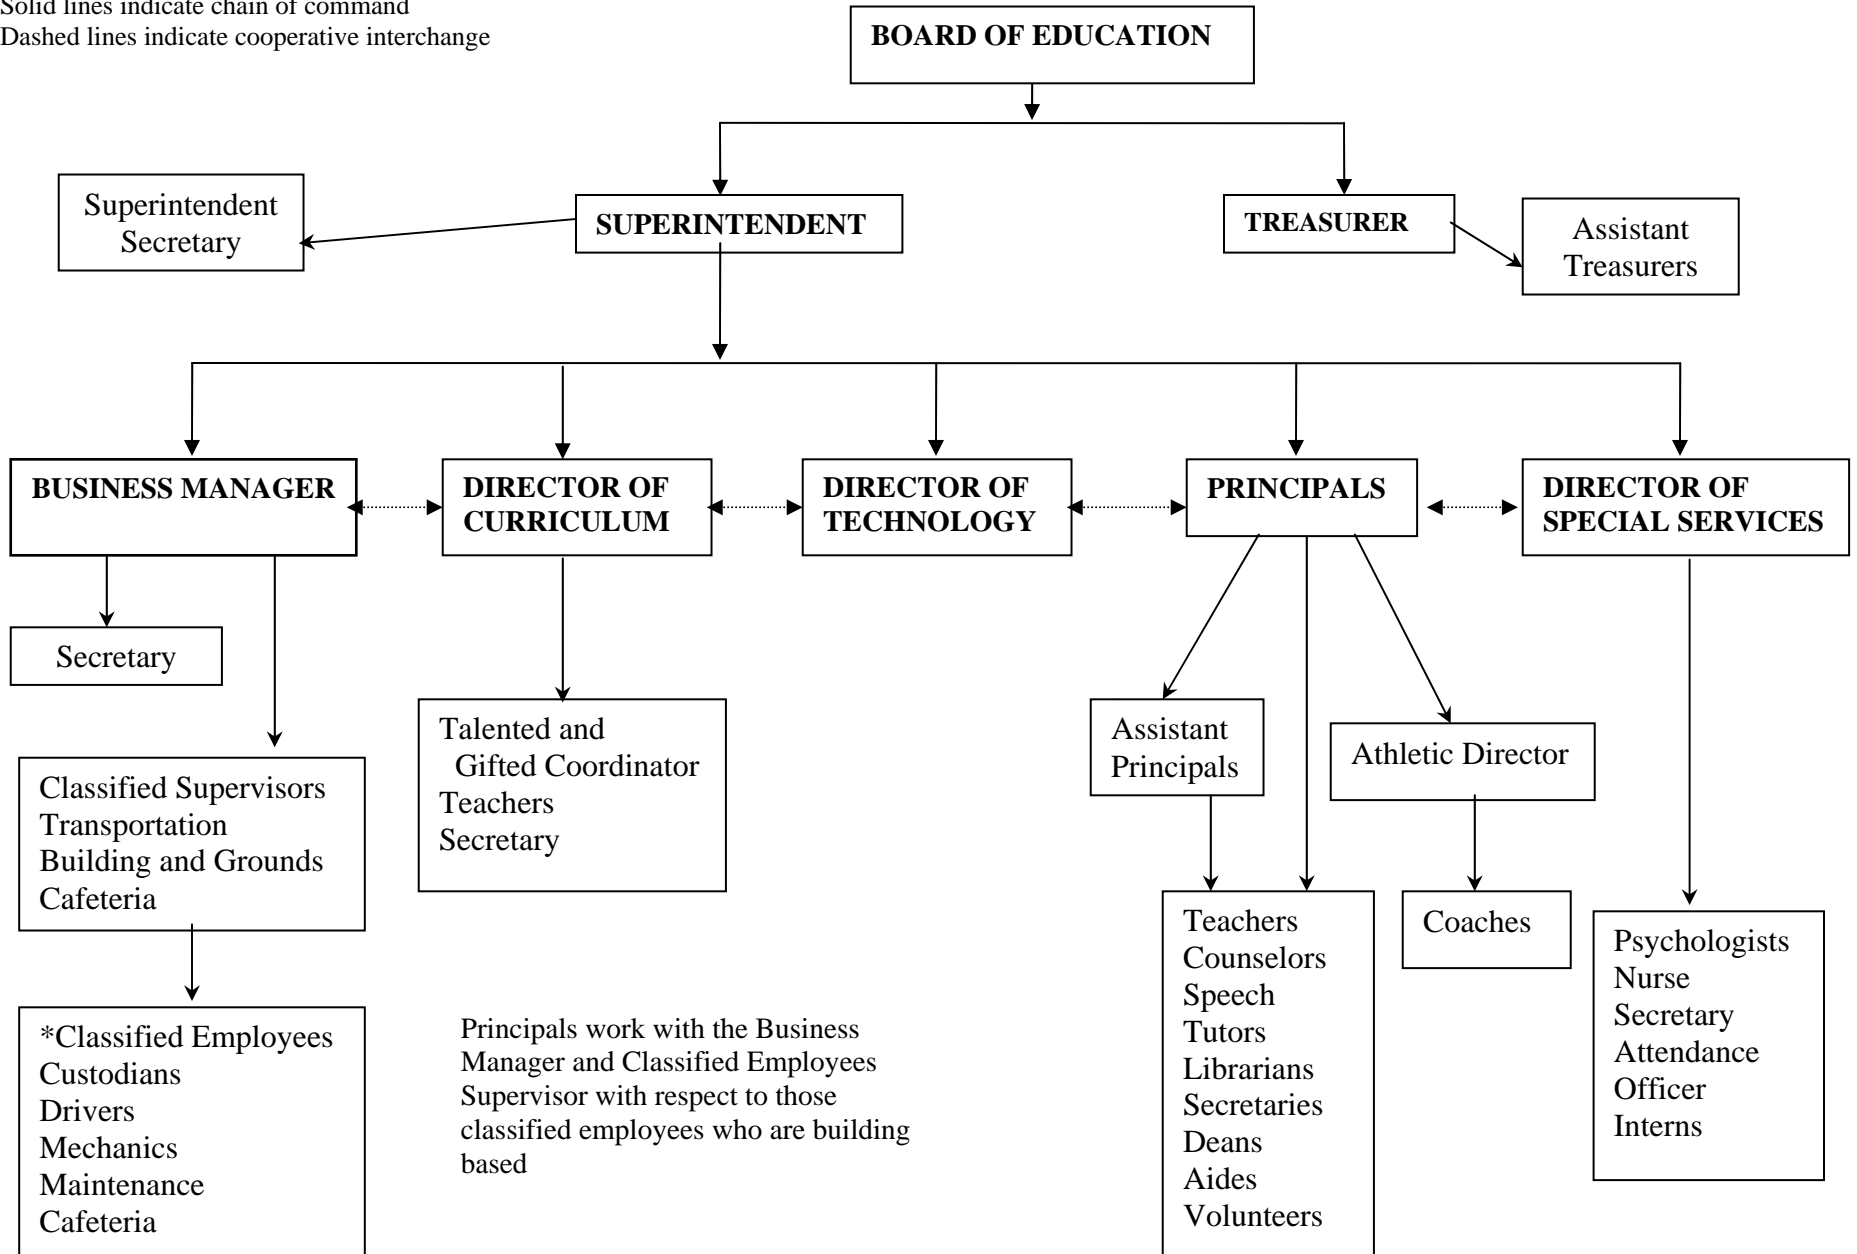 Solid lines indicate chain of command
Dashed lines indicate cooperative interchange
BOARD OF EDUCATION
Superintendent
Secretary
SUPERINTENDENT
TREASURER
Assistant
Treasurers
BUSINESS MANAGER
DIRECTOR OF
CURRICULUM
DIRECTOR OF
TECHNOLOGY
PRINCIPALS
DIRECTOR OF
SPECIAL SERVICES
Secretary
Classified Supervisors
Transportation
Building and Grounds
Cafeteria
Talented and
Gifted Coordinator
Teachers
Secretary
Assistant
Principals
Athletic Director
*Classified Employees
Custodians
Drivers
Mechanics
Maintenance
Cafeteria
Principals work with the Business
Manager and Classified Employees
Supervisor with respect to those
classified employees who are building
based
Teachers
Counselors
Speech
Tutors
Librarians
Secretaries
Deans
Aides
Volunteers
Coaches
Psychologists
Nurse
Secretary
Attendance
Officer
Interns